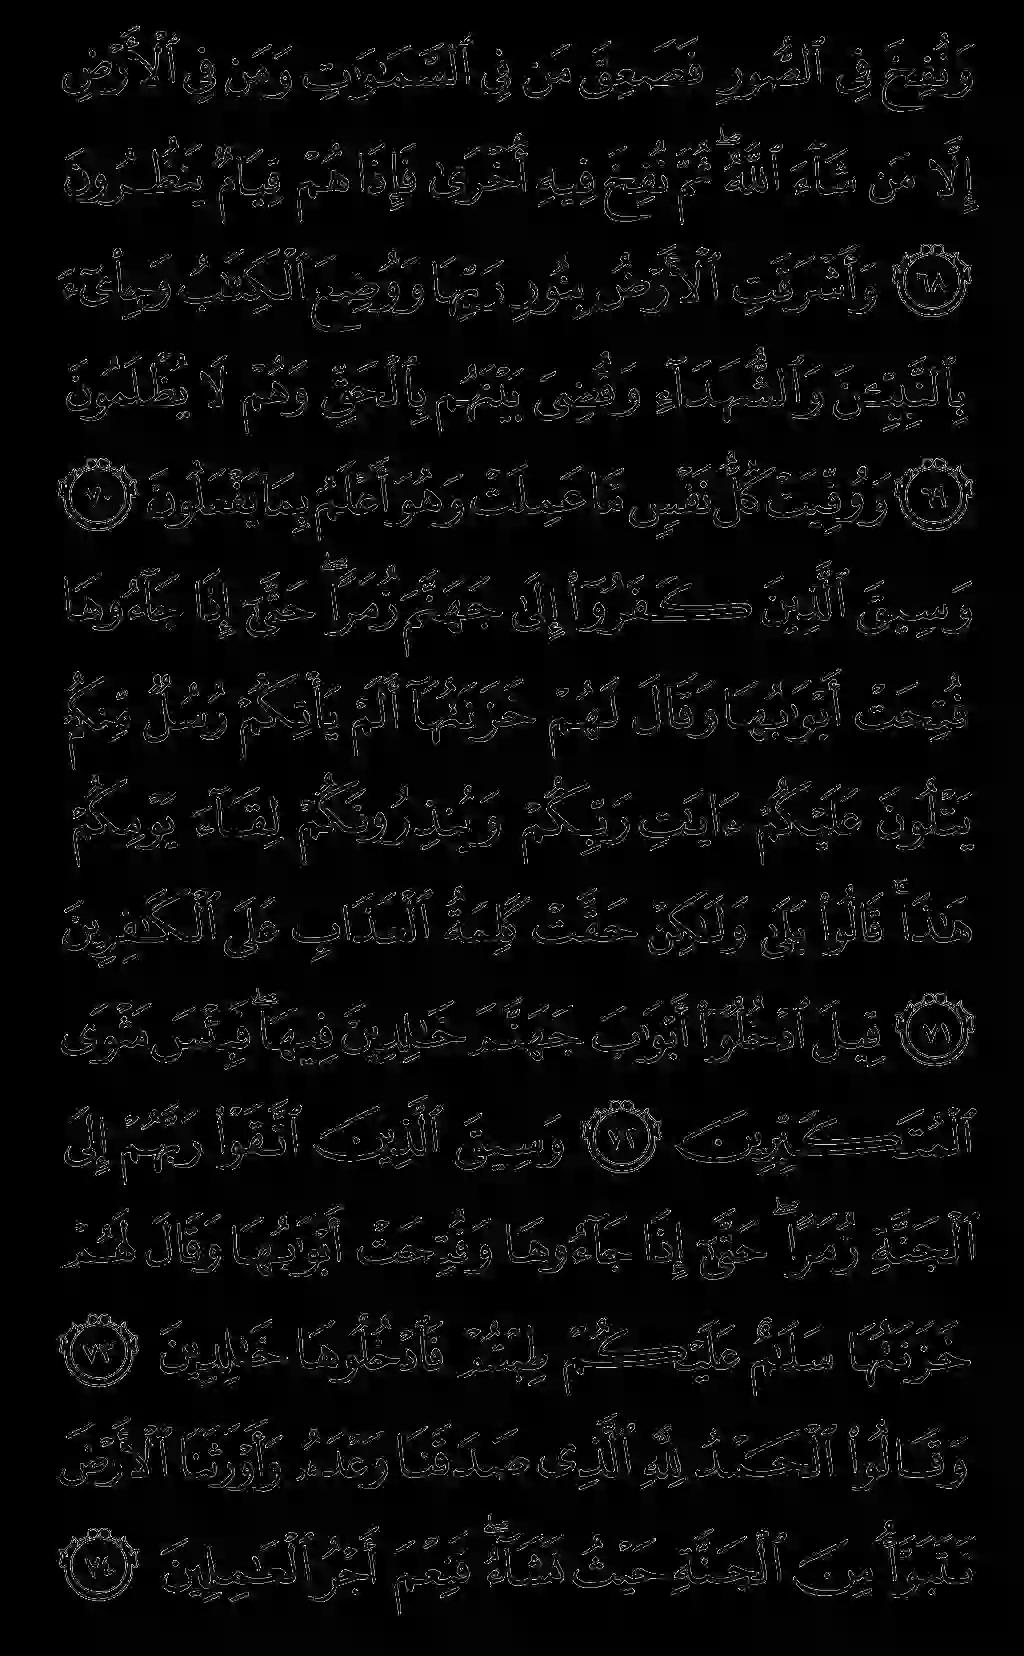 وَنُفِخَ فِى ٱلصُّورِ فَصَعِقَ مَن فِى ٱلسَّمَٰوَٰتِ وَمَن فِى ٱلْأَرْضِ
إِلَّا مَن شَآءَ ٱللَّهُ ۖ ثُمَّ نُفِخَ فِيهِ أُخْرَىٰ فَإِذَا هُمْ قِيَامٌ يَنظُرُونَ
٦٨ وَأَشْرَقَتِ ٱلْأَرْضُ بِنُورِ رَبِّهَا وَوُضِعَ ٱلْكِتَٰبُ وَجِا۟ىٓءَ
بِٱلنَّبِيِّۦنَ وَٱلشُّهَدَآءِ وَقُضِىَ بَيْنَهُم بِٱلْحَقِّ وَهُمْ لَا يُظْلَمُونَ
٦٩ وَوُفِّيَتْ كُلُّ نَفْسٍ مَّا عَمِلَتْ وَهُوَ أَعْلَمُ بِمَا يَفْعَلُونَ ٧٠
وَسِيقَ ٱلَّذِينَ كَفَرُوٓا۟ إِلَىٰ جَهَنَّمَ زُمَرًا ۖ حَتَّىٰٓ إِذَا جَآءُوهَا
فُتِحَتْ أَبْوَٰبُهَا وَقَالَ لَهُمْ خَزَنَتُهَآ أَلَمْ يَأْتِكُمْ رُسُلٌ مِّنكُمْ
يَتْلُونَ عَلَيْكُمْ ءَايَٰتِ رَبِّكُمْ وَيُنذِرُونَكُمْ لِقَآءَ يَوْمِكُمْ
هَٰذَا ۚ قَالُوا۟ بَلَىٰ وَلَٰكِنْ حَقَّتْ كَلِمَةُ ٱلْعَذَابِ عَلَى ٱلْكَٰفِرِينَ
٧١ قِيلَ ٱدْخُلُوٓا۟ أَبْوَٰبَ جَهَنَّمَ خَٰلِدِينَ فِيهَا ۖ فَبِئْسَ مَثْوَى
ٱلْمُتَكَبِّرِينَ ٧٢ وَسِيقَ ٱلَّذِينَ ٱتَّقَوْا۟ رَبَّهُمْ إِلَى
ٱلْجَنَّةِ زُمَرًا ۖ حَتَّىٰٓ إِذَا جَآءُوهَا وَفُتِحَتْ أَبْوَٰبُهَا وَقَالَ لَهُمْ
خَزَنَتُهَا سَلَٰمٌ عَلَيْكُمْ طِبْتُمْ فَٱدْخُلُوهَا خَٰلِدِينَ ٧٣
وَقَالُوا۟ ٱلْحَمْدُ لِلَّهِ ٱلَّذِى صَدَقَنَا وَعْدَهُۥ وَأَوْرَثَنَا ٱلْأَرْضَ
نَتَبَوَّأُ مِنَ ٱلْجَنَّةِ حَيْثُ نَشَآءُ ۖ فَنِعْمَ أَجْرُ ٱلْعَٰمِلِينَ ٧٤